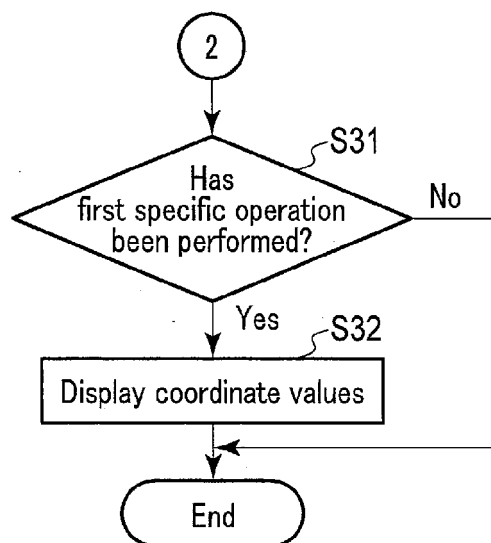 2
S31
Has
first specific operation
been performed?
No
Yes
S32
Display coordinate values
End